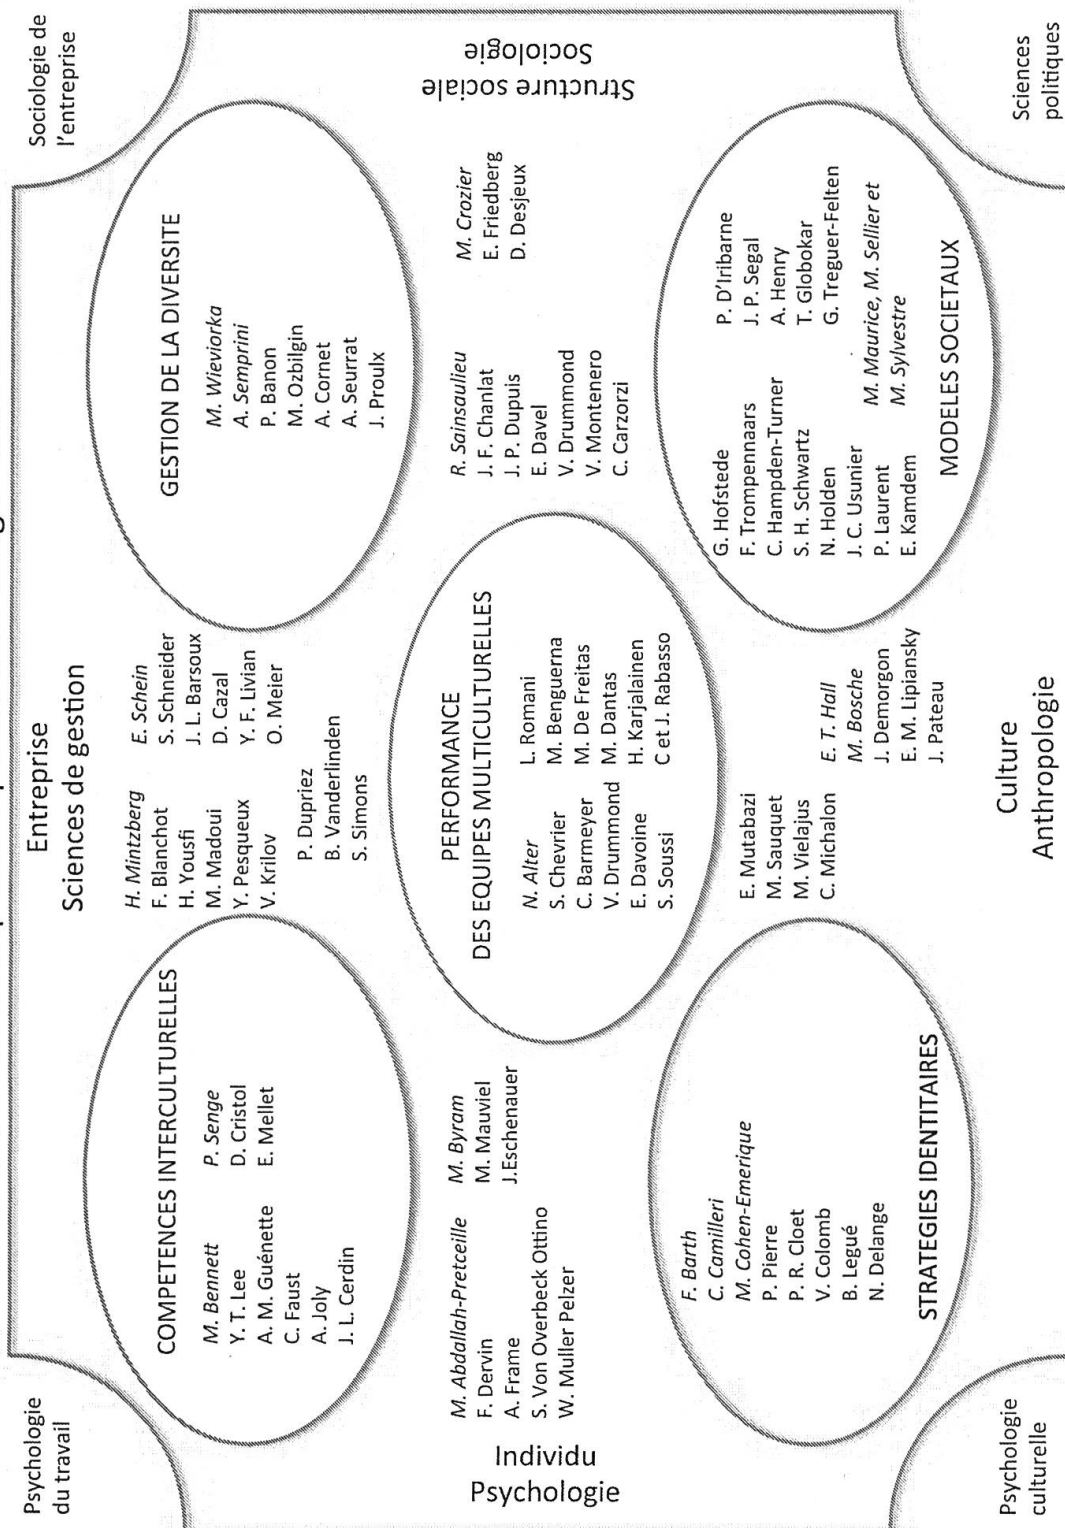 Psychologie
du travail
Entreprise
Sciences de gestion
Sociologie de
l'entreprise
COMPETENCES INTERCULTURELLES
M. Bennett
Y. T. Lee
A. M. Guénette
C. Faust
A. Joly
J. L. Cerdin
P. Senge
D. Cristol
E. Mellet
H. Mintzberg
F. Blanchot
H. Yousfi
M. Madoui
Y. Pesqueux
V. Krilov
E. Schein
S. Schneider
J. L. Barsoux
D. Cazal
Y. F. Livian
O. Meier
P. Dupriez
B. Vanderlinden
S. Simons
GESTION DE LA DIVERSITE
M. Wieviorka
A. Semprini
P. Banon
M. Ozbilgin
A. Cornet
A. Seurrat
J. Proulx
Individu
Psychologie
M. Abdallah-Pretceille
F. Dervin
A. Frame
S. Von Overbeck Ottino
W. Muller Pelzer
M. Byram
M. Mauviel
J.Eschenauer
PERFORMANCE
DES EQUIPES MULTICULTURELLES
N. Alter
S. Chevrier
C. Barmeyer
V. Drummond
E. Davoine
S. Soussi
L. Romani
M. Benguerna
M. De Freitas
M. Dantas
H. Karjalainen
C et J. Rabasso
R. Sainsaulieu
J. F. Chanlat
J. P. Dupuis
E. Davel
V. Drummond
V. Montenero
C. Carzorzi
M. Crozier
E. Friedberg
D. Desjeux
Structure sociale
Sociologie
F. Barth
C. Camilleri
M. Cohen-Emerique
P. Pierre
P. R. Cloet
V. Colomb
B. Legué
N. Delange
STRATEGIES IDENTITAIRES
E. Mutabazi
M. Sauquet
M. Vielajus
C. Michalon
E. T. Hall
M. Bosche
J. Demorgon
E. M. Lipiansky
J. Pateau
G. Hofstede
F. Trompennaars
C. Hampden-Turner
S. H. Schwartz
N. Holden
J. C. Usunier
P. Laurent
E. Kamdem
P. D'Iribarne
J. P. Segal
A. Henry
T. Globokar
G. Treguer-Felten
M. Maurice, M. Sellier et
M. Sylvestre
MODELES SOCIETAUX
Psychologie
culturelle
Culture
Anthropologie
Sciences
politiques